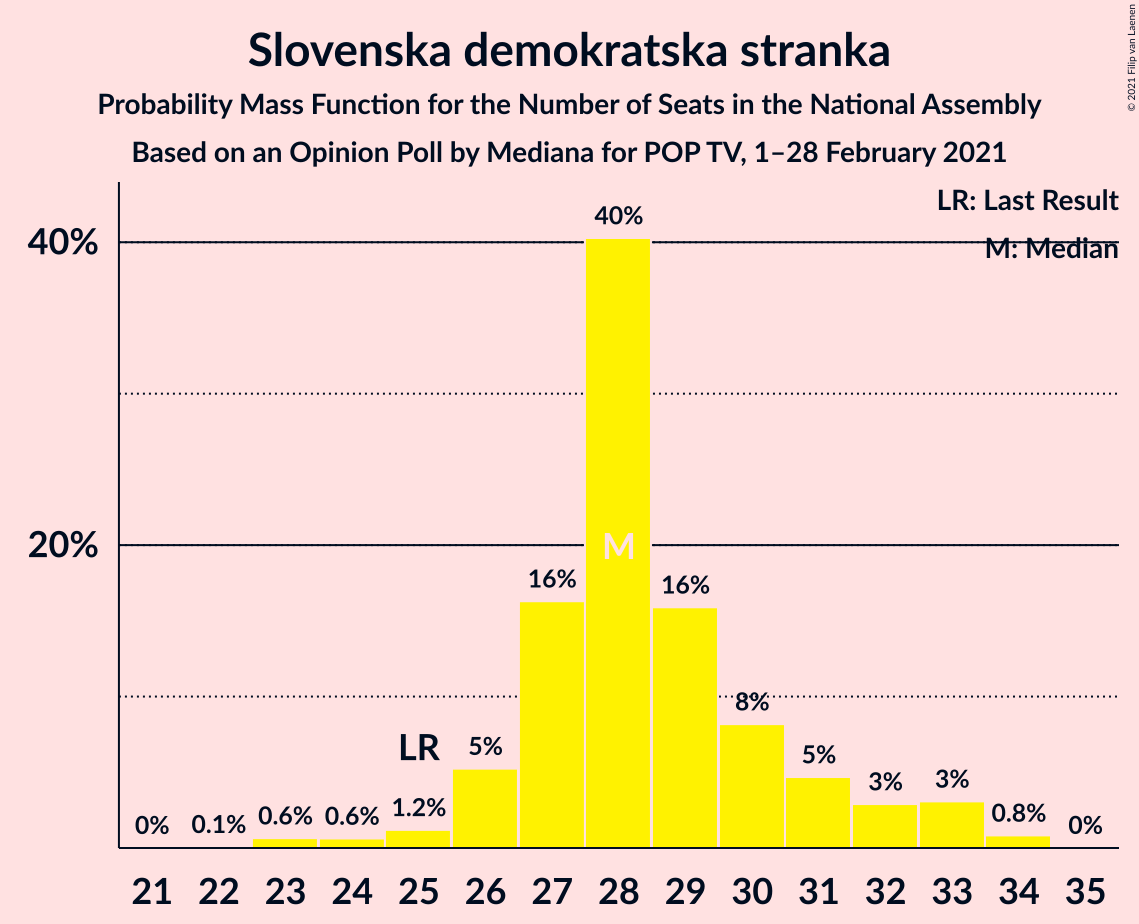 Slovenska demokratska stranka
Probability Mass Function for the Number of Seats in the National Assembly
Based on an Opinion Poll by Mediana for POP TV, 1–28 February 2021
© 2021 Filip van Laenen
LR: Last Result
M: Median
40%
20%
0%
0.1%
0.6%
0.6%
1.2%
LR
5%
16%
40%
M
16%
8%
5%
3%
3%
0.8%
0%
21 22 23 24 25 26 27 28 29 30 31 32 33 34 35